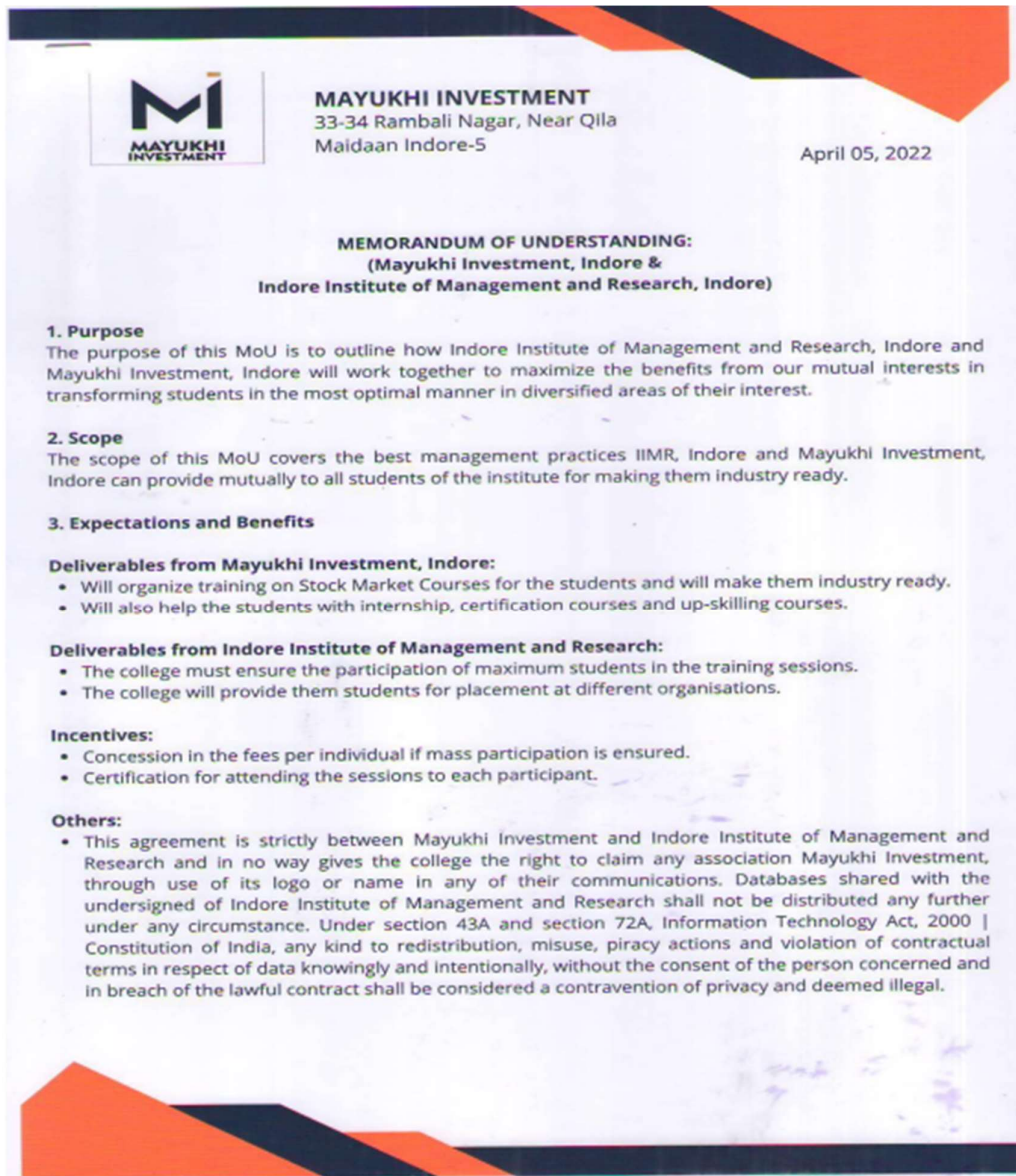 MAYUKHI
INVESTMENT
MAYUKHI INVESTMENT
33-34 Rambali Nagar, Near Qila
Maidaan Indore-5
April 05, 2022
MEMORANDUM OF UNDERSTANDING:
(Mayukhi Investment, Indore &
Indore Institute of Management and Research, Indore)
1. Purpose
The purpose of this MoU is to outline how Indore Institute of Management and Research, Indore and
Mayukhi Investment, Indore will work together to maximize the benefits from our mutual interests in
transforming students in the most optimal manner in diversified areas of their interest.
2. Scope
The scope of this MoU covers the best management practices IIMR, Indore and Mayukhi Investment,
Indore can provide mutually to all students of the institute for making them industry ready.
3. Expectations and Benefits
Deliverables from Mayukhi Investment, Indore:
• Will organize training on Stock Market Courses for the students and will make them industry ready.
• Will also help the students with internship, certification courses and up-skilling courses.
Deliverables from Indore Institute of Management and Research:
• The college must ensure the participation of maximum students in the training sessions.
• The college will provide them students for placement at different organisations.
Incentives:
• Concession in the fees per individual if mass participation is ensured.
• Certification for attending the sessions to each participant.
Others:
• This agreement is strictly between Mayukhi Investment and Indore Institute of Management and
Research and in no way gives the college the right to claim any association Mayukhi Investment,
through use of its logo or name in any of their communications. Databases shared with the
undersigned of Indore Institute of Management and Research shall not be distributed any further
under any circumstance. Under section 43A and section 72A, Information Technology Act, 2000 |
Constitution of India, any kind to redistribution, misuse, piracy actions and violation of contractual
terms in respect of data knowingly and intentionally, without the consent of the person concerned and
in breach of the lawful contract shall be considered a contravention of privacy and deemed illegal.